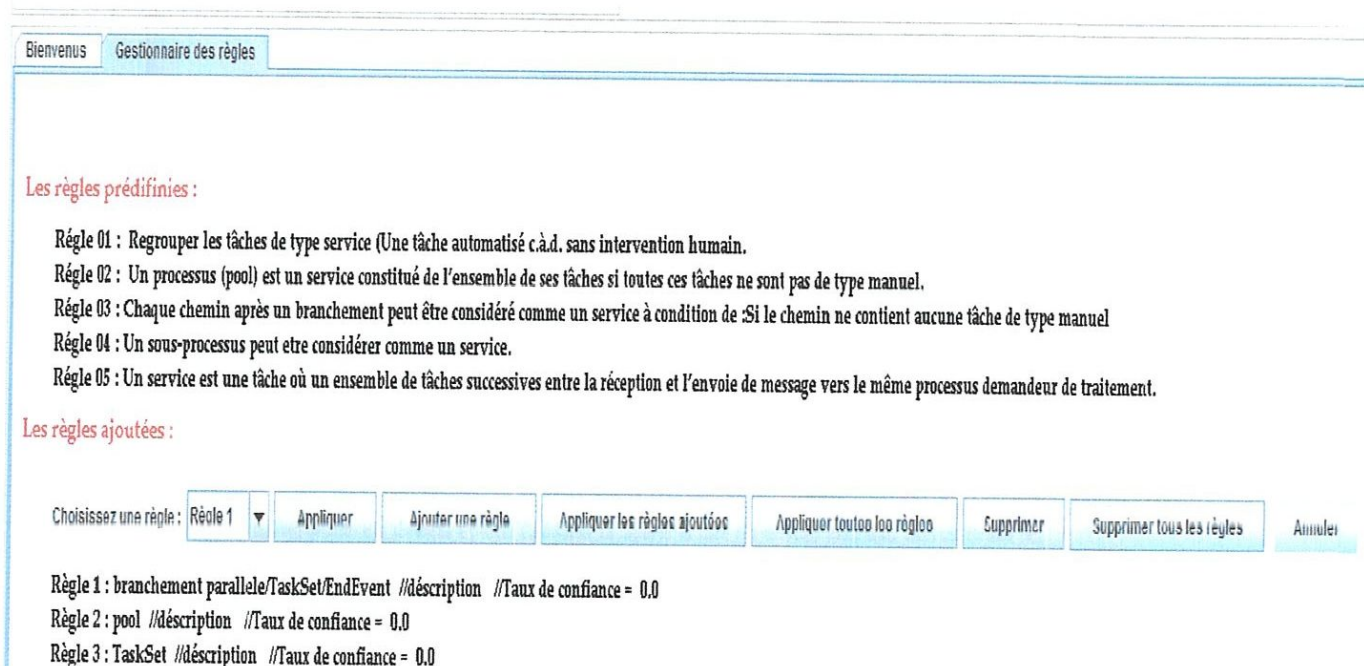 Bienvenus Gestionnaire des règles
Les règles prédifinies :
Régle 01 : Regrouper les tâches de type service (Une tâche automatisé c.à.d. sans intervention humain.
Régle 02 : Un processus (pool) est un service constitué de l'ensemble de ses tâches si toutes ces tâches ne sont pas de type manuel.
Régle 03 : Chaque chemin après un branchement peut être considéré comme un service à condition de :Si le chemin ne contient aucune tâche de type manuel
Régle 04 : Un sous-processus peut etre considérer comme un service.
Régle 05 : Un service est une tâche où un ensemble de tâches successives entre la réception et l'envoie de message vers le même processus demandeur de traitement.
Les règles ajoutées :
Choisissez une règle : Règle 1 Appliquer Ajouter une règle Appliquer les règles ajoutées Appliquer toutes les règles Supprimer Supprimer tous les règles Annuler
Règle 1 : branchement parallele/TaskSet/EndEvent //déscription //Taux de confiance = 0.0
Règle 2 : pool //déscription //Taux de confiance = 0.0
Règle 3 : TaskSet //déscription //Taux de confiance = 0.0